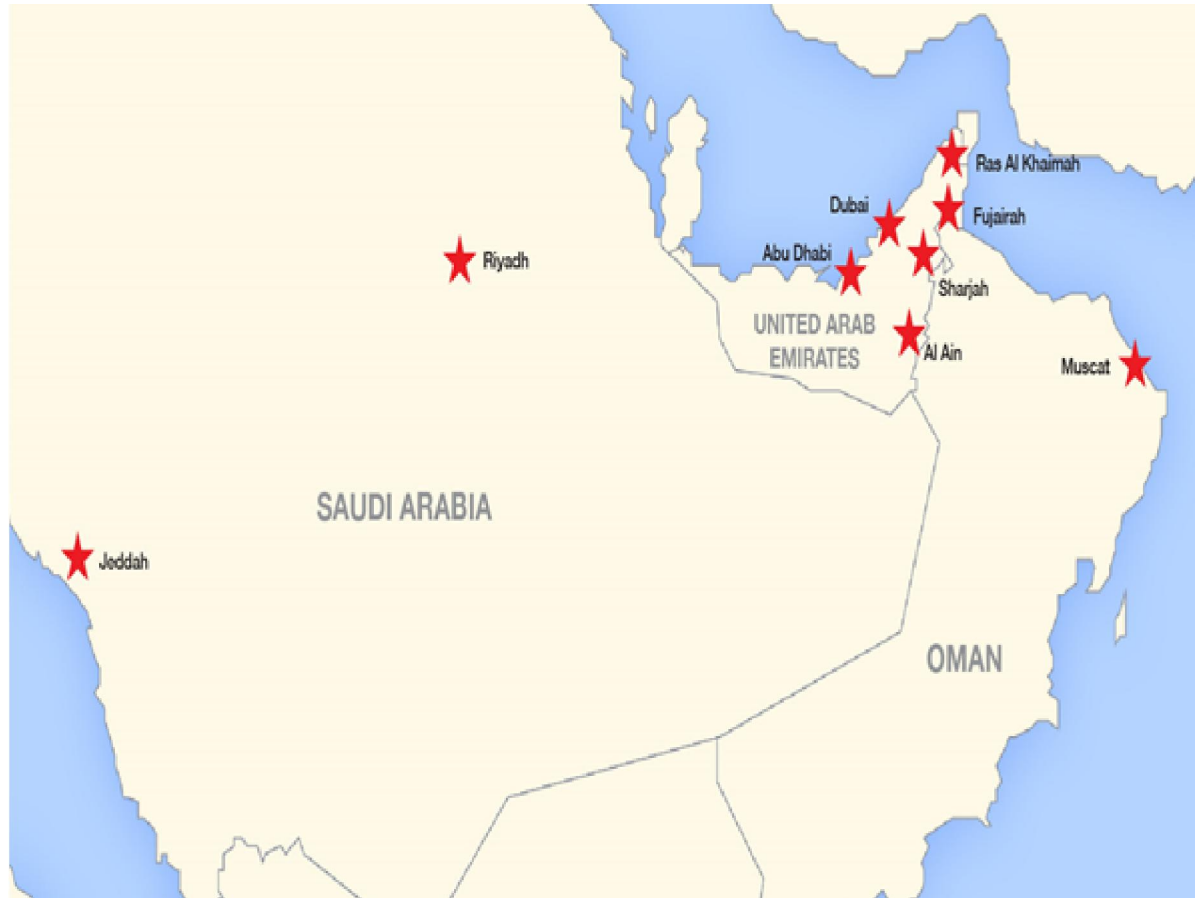 Ras Al Khaimah
Dubai
Fujairah
Abu Dhabi
Riyadh
Sharjah
UNITED ARAB
EMIRATES
Al Ain
Muscat
SAUDI ARABIA
Jeddah
OMAN